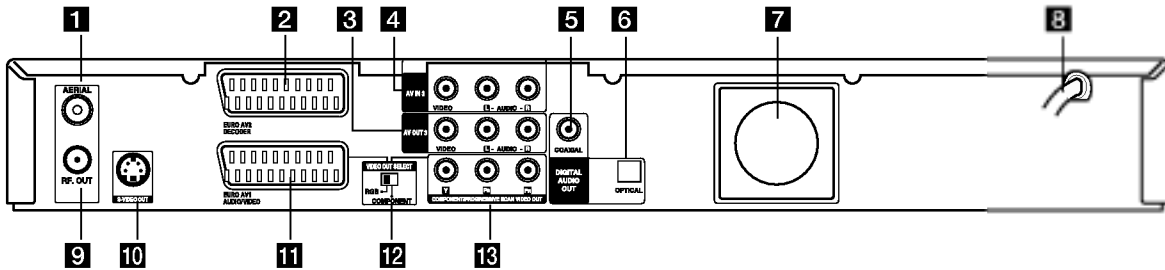 1
2
3
4
5
6
7
8
AERIAL
RF. OUT
S-VIDEO OUT
EURO AV2
DECODER
EURO AV1
AUDIO/VIDEO
AV IN 3
VIDEO
L - AUDIO - R
AV OUT 3
VIDEO
L - AUDIO - R
COAXIAL
DIGITAL
AUDIO
OUT
OPTICAL
VIDEO OUT SELECT
RGB
COMPONENT
Y
PB
PR
COMPONENT/PROGRESSIVE SCAN VIDEO OUT
9
10
11
12
13